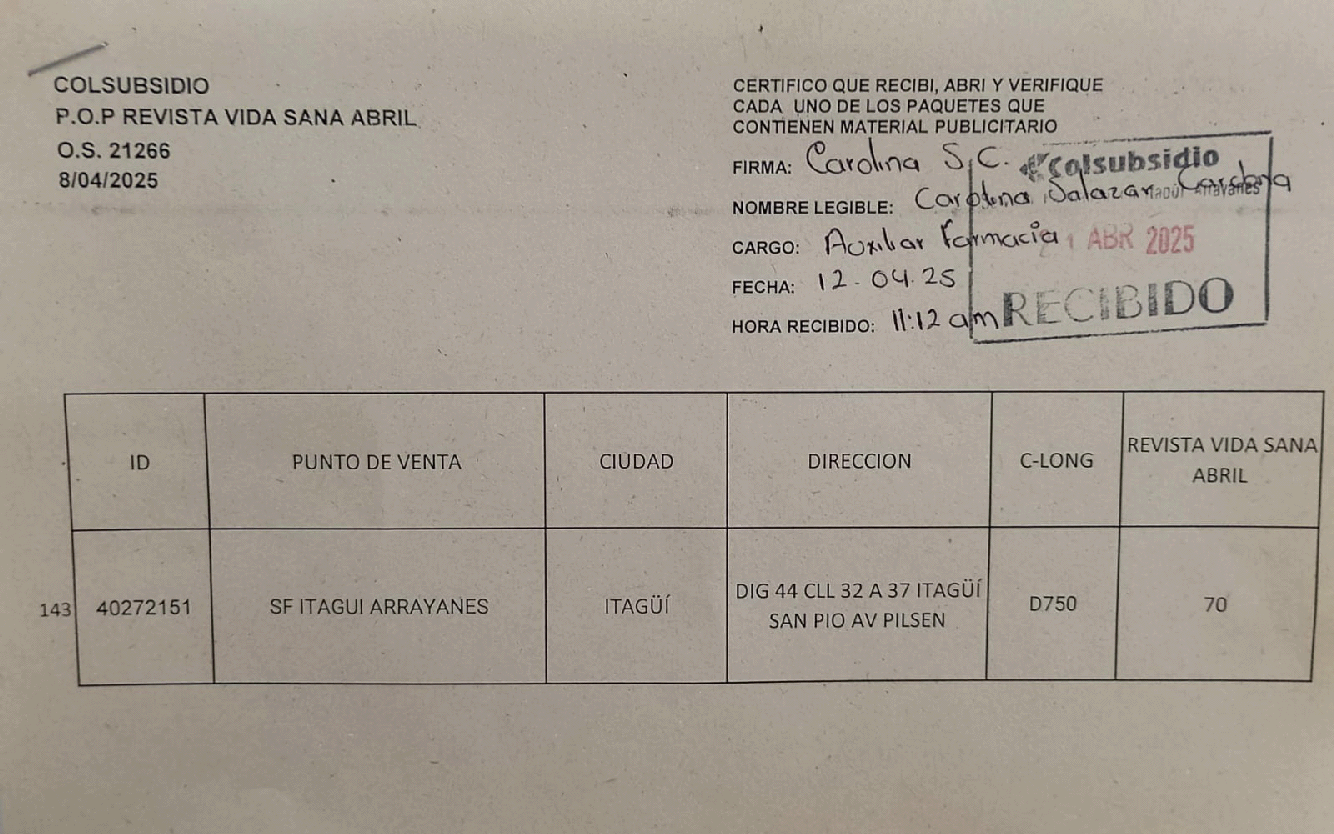 COLSUBSIDIO
P.O.P REVISTA VIDA SANA ABRIL
O.S. 21266
8/04/2025
CERTIFICO QUE RECIBI, ABRI Y VERIFIQUE
CADA UNO DE LOS PAQUETES QUE
CONTIENEN MATERIAL PUBLICITARIO
FIRMA: Carolina S.C.
NOMBRE LEGIBLE: Carolina Salazar Cardona
CARGO: Auxiliar Farmacia
FECHA: 12-04-25
HORA RECIBIDO: 11:12 am
Colsubsidio
Arrayanes
ABR 2025
RECIBIDO
ID PUNTO DE VENTA CIUDAD DIRECCION C-LONG REVISTA VIDA SANA
ABRIL
143 40272151 SF ITAGUI ARRAYANES ITAGÜÍ DIG 44 CLL 32 A 37 ITAGÜÍ
SAN PIO AV PILSEN D750 70